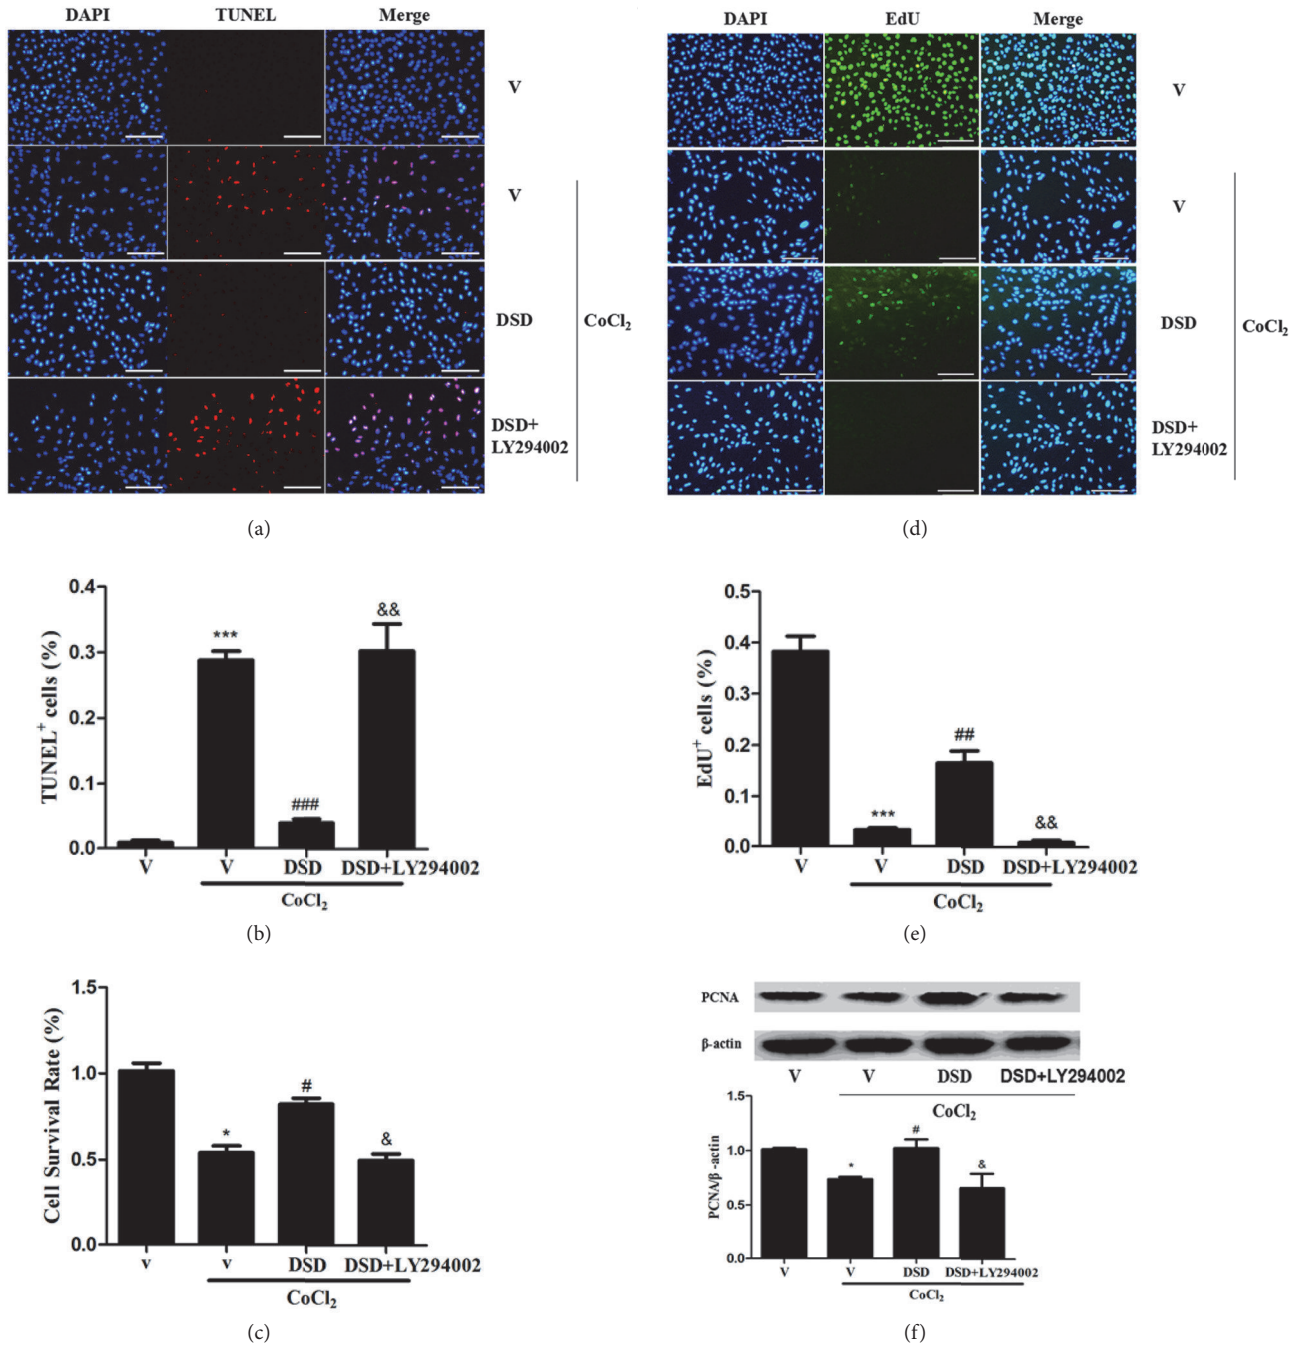 DAPI TUNEL Merge
V
V
DSD
CoCl2
DSD+
LY294002
(a)
DAPI EdU Merge
V
V
DSD
CoCl2
DSD+
LY294002
(d)
TUNEL+ cells (%)
0.4
0.3
0.2
0.1
0.0
***
###
&&
V V DSD DSD+LY294002
CoCl2
(b)
EdU+ cells (%)
0.5
0.4
0.3
0.2
0.1
0.0
***
##
&&
V V DSD DSD+LY294002
CoCl2
(e)
Cell Survival Rate (%)
1.5
1.0
0.5
0.0
*
#
&
v v DSD DSD+LY294002
CoCl2
(c)
PCNA
β-actin
V V DSD DSD+LY294002
CoCl2
PCNA/β-actin
1.5
1.0
0.5
0.0
*
#
&
V V DSD DSD+LY294002
CoCl2
(f)